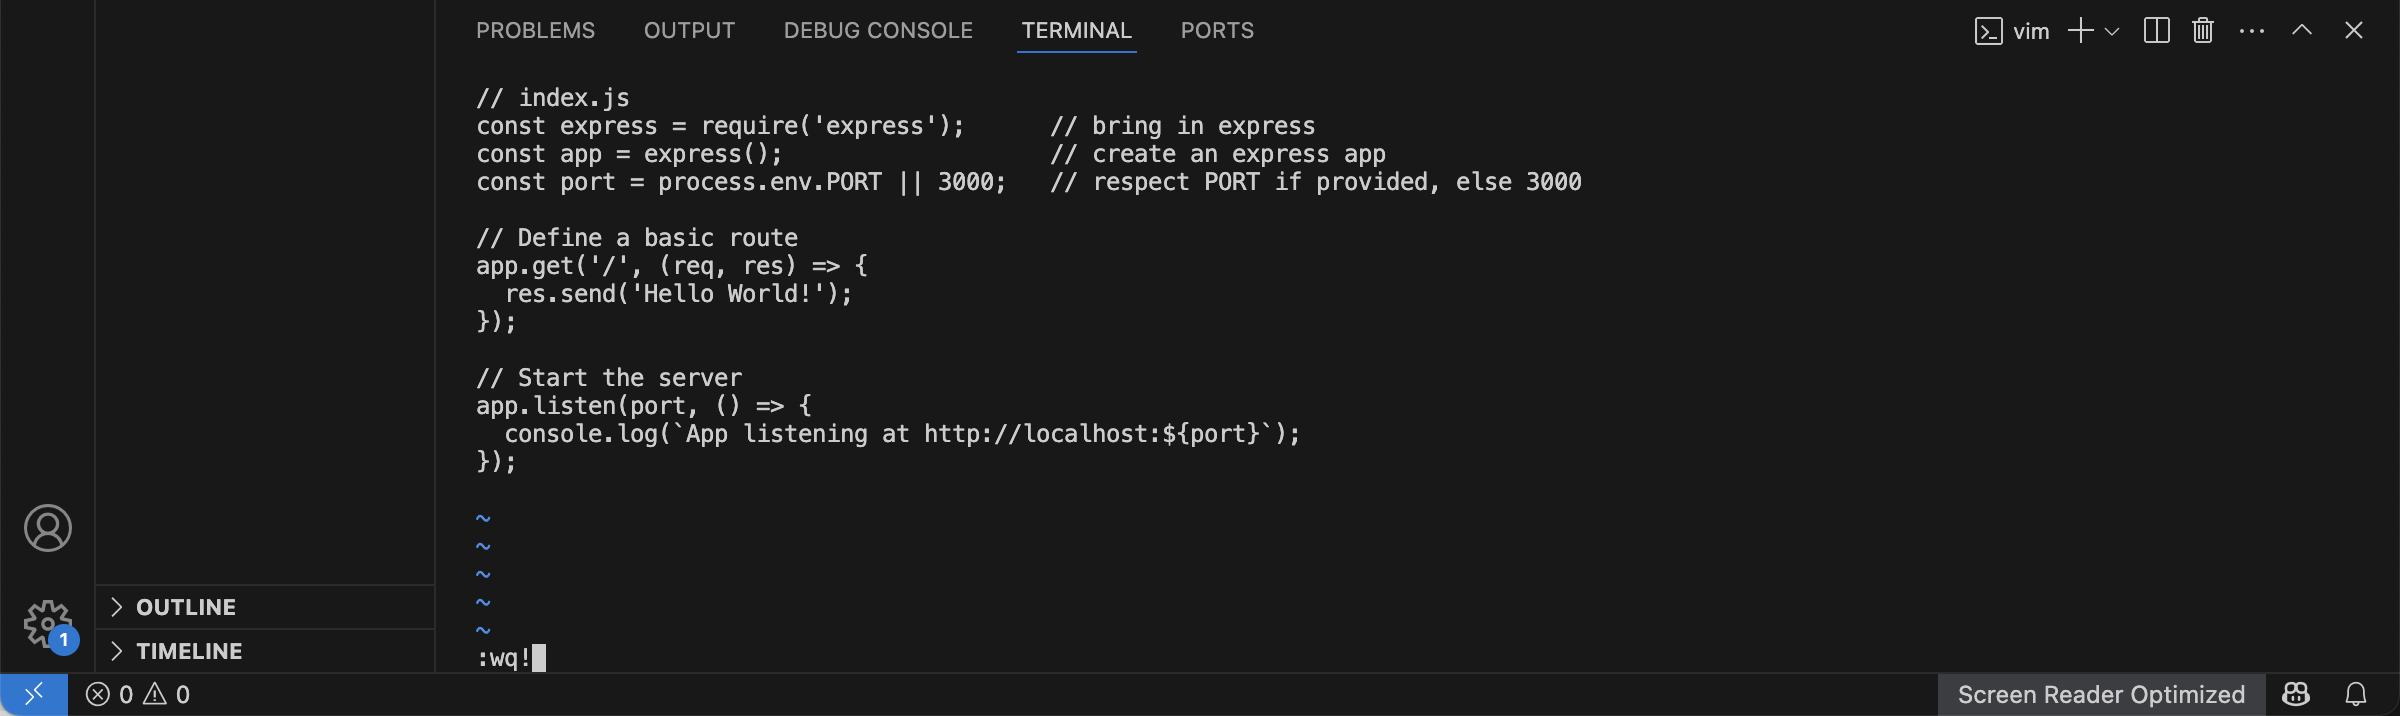 PROBLEMS OUTPUT DEBUG CONSOLE TERMINAL PORTS vim
// index.js
const express = require('express');      // bring in express
const app = express();                   // create an express app
const port = process.env.PORT || 3000;   // respect PORT if provided, else 3000

// Define a basic route
app.get('/', (req, res) => {
  res.send('Hello World!');
});

// Start the server
app.listen(port, () => {
  console.log(`App listening at http://localhost:${port}`);
});

~
~
~
~
~
:wq!
OUTLINE
TIMELINE
1
0 0 Screen Reader Optimized